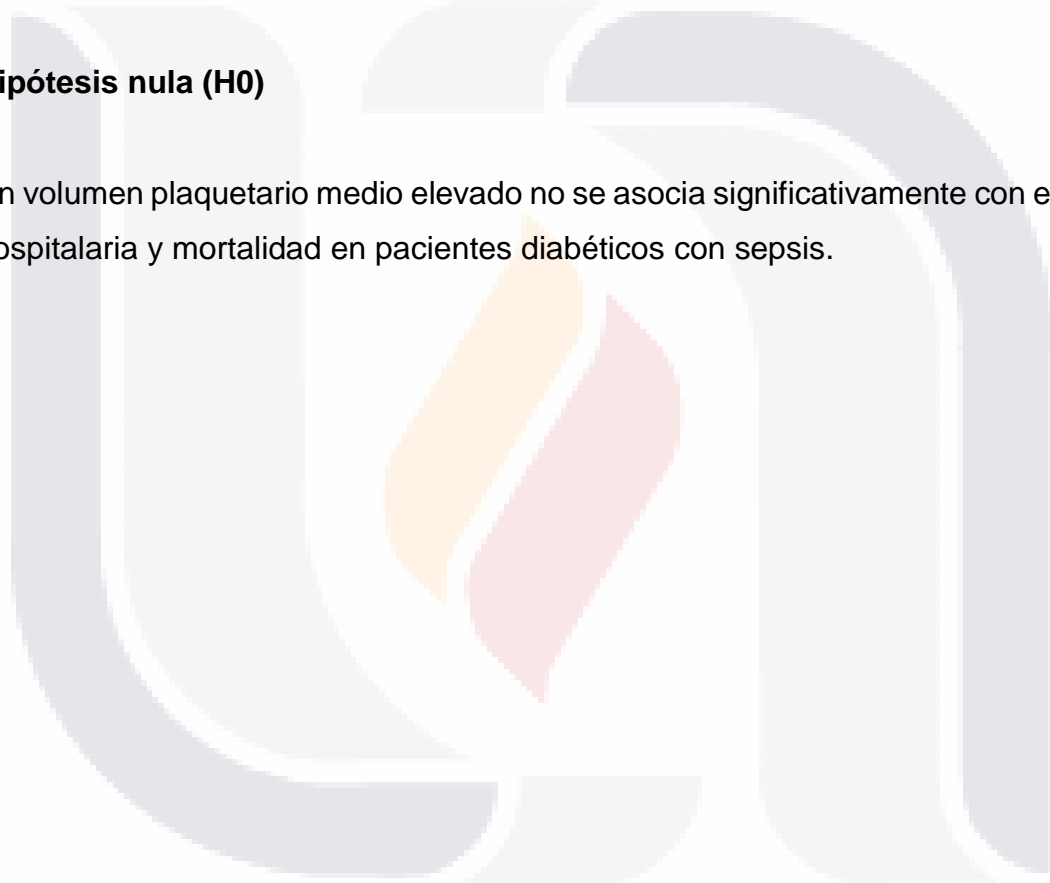 ipótesis nula (H0)
n volumen plaquetario medio elevado no se asocia significativamente con e
ospitalaria y mortalidad en pacientes diabéticos con sepsis.